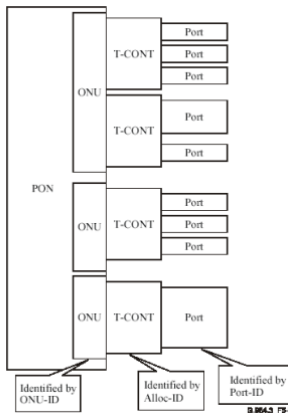 Port
T-CONT
Port
Port
ONU
Port
T-CONT
Port
PON
Port
ONU
T-CONT
Port
Port
ONU
T-CONT
Port
Identified by
ONU-ID
Identified by
Alloc-ID
Identified by
Port-ID